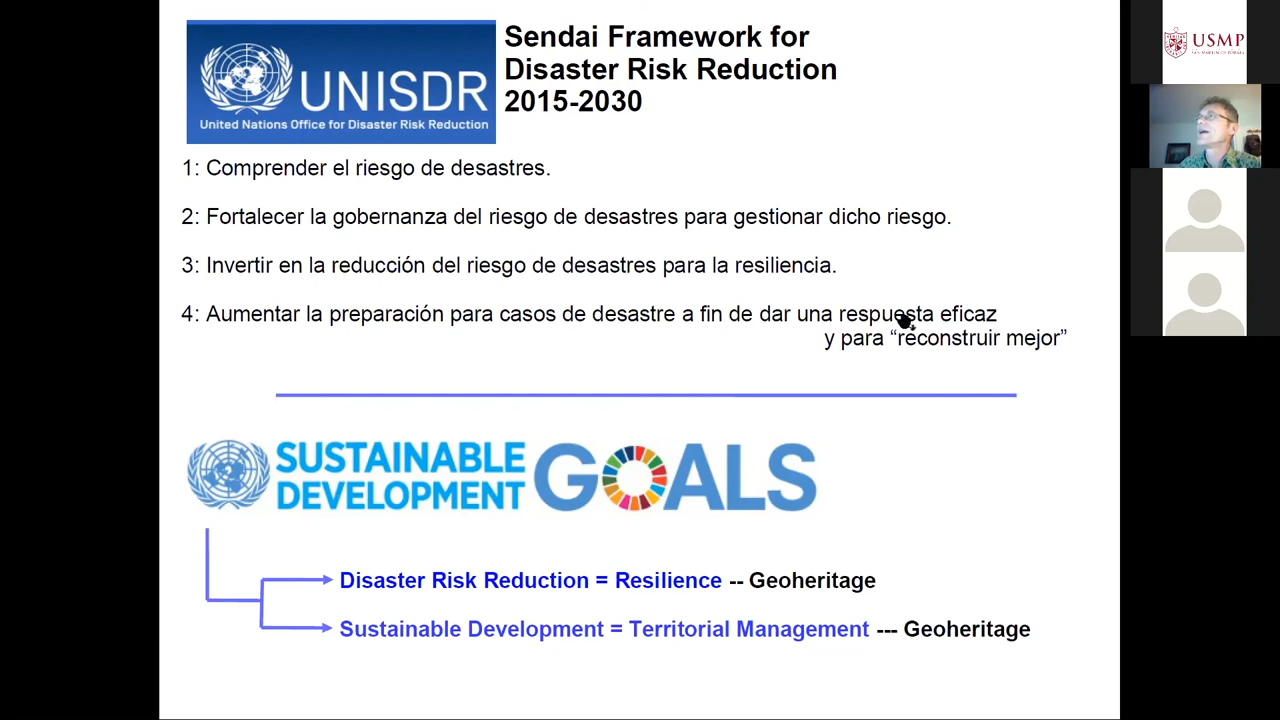 UNISDR
United Nations Office for Disaster Risk Reduction
Sendai Framework for
Disaster Risk Reduction
2015-2030
1: Comprender el riesgo de desastres.
2: Fortalecer la gobernanza del riesgo de desastres para gestionar dicho riesgo.
3: Invertir en la reducción del riesgo de desastres para la resiliencia.
4: Aumentar la preparación para casos de desastre a fin de dar una respuesta eficaz
y para “reconstruir mejor”
SUSTAINABLE
DEVELOPMENT
GOALS
Disaster Risk Reduction = Resilience -- Geoheritage
Sustainable Development = Territorial Management --- Geoheritage
USMP